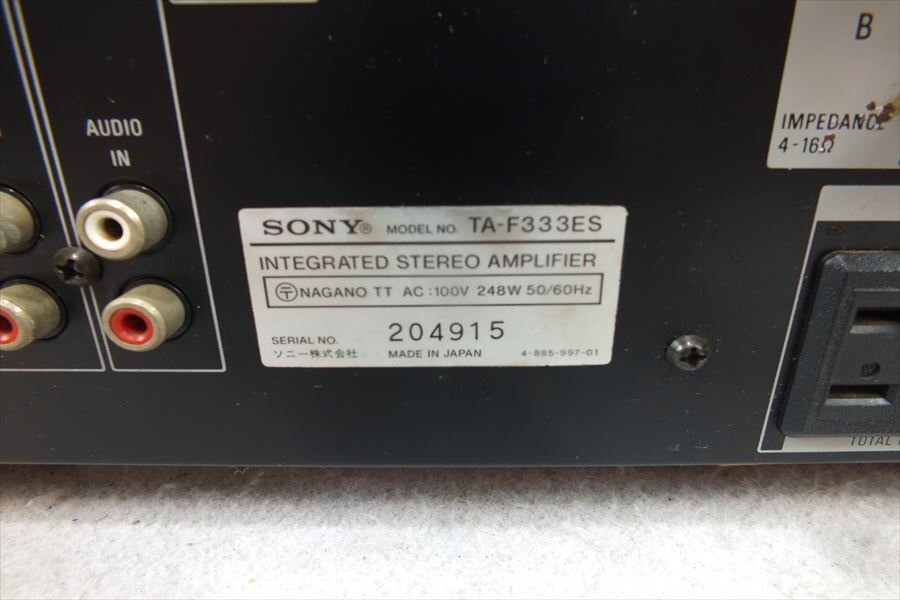 AUDIO
IN
B
IMPEDANCE
4-16Ω
SONY® MODEL NO. TA-F333ES
INTEGRATED STEREO AMPLIFIER
〒 NAGANO TT AC:100V 248W 50/60Hz
SERIAL NO. 204915
ソニー株式会社 MADE IN JAPAN 4-885-997-01
W
TOTAL